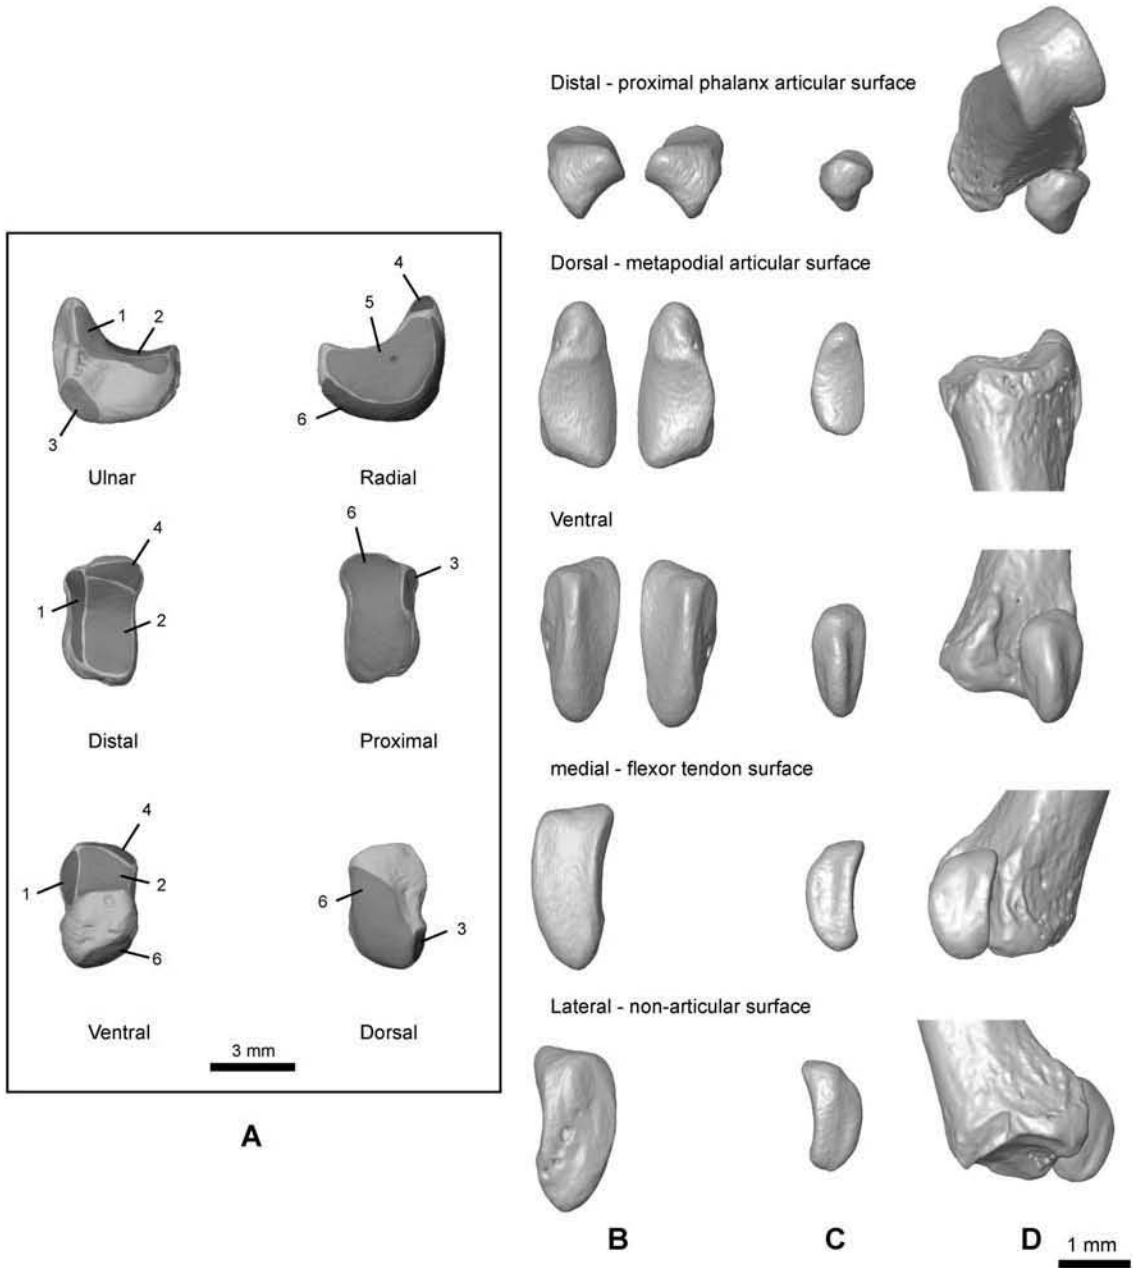 4
5
1
2
3
6
Ulnar
Radial
6
4
3
1
2
Distal
Proximal
4
1
2
6
3
6
Ventral
Dorsal
3 mm
A
Distal - proximal phalanx articular surface
Dorsal - metapodial articular surface
Ventral
medial - flexor tendon surface
Lateral - non-articular surface
B
C
D
1 mm